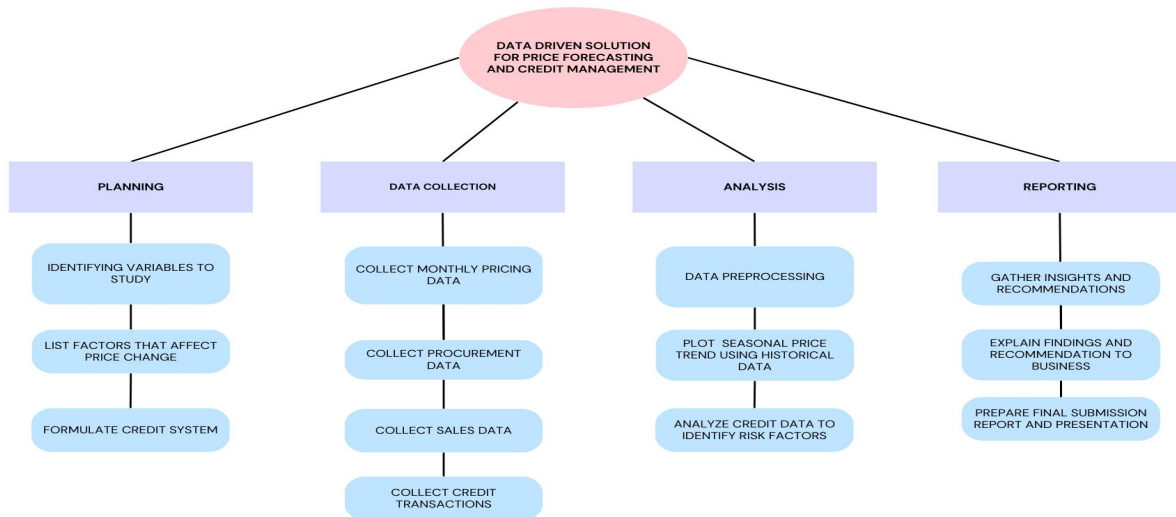 DATA DRIVEN SOLUTION
FOR PRICE FORECASTING
AND CREDIT MANAGEMENT
PLANNING
IDENTIFYING VARIABLES TO
STUDY
LIST FACTORS THAT AFFECT
PRICE CHANGE
FORMULATE CREDIT SYSTEM
DATA COLLECTION
COLLECT MONTHLY PRICING
DATA
COLLECT PROCUREMENT
DATA
COLLECT SALES DATA
COLLECT CREDIT
TRANSACTIONS
ANALYSIS
DATA PREPROCESSING
PLOT SEASONAL PRICE
TREND USING HISTORICAL
DATA
ANALYZE CREDIT DATA TO
IDENTIFY RISK FACTORS
REPORTING
GATHER INSIGHTS AND
RECOMMENDATIONS
EXPLAIN FINDINGS AND
RECOMMENDATION TO
BUSINESS
PREPARE FINAL SUBMISSION
REPORT AND PRESENTATION